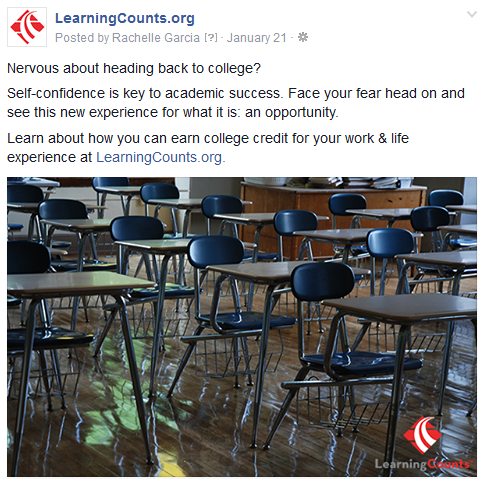 LearningCounts.org
Posted by Rachelle Garcia [?] · January 21 ·
Nervous about heading back to college?
Self-confidence is key to academic success. Face your fear head on and
see this new experience for what it is: an opportunity.
Learn about how you can earn college credit for your work & life
experience at LearningCounts.org.
LearningCounts